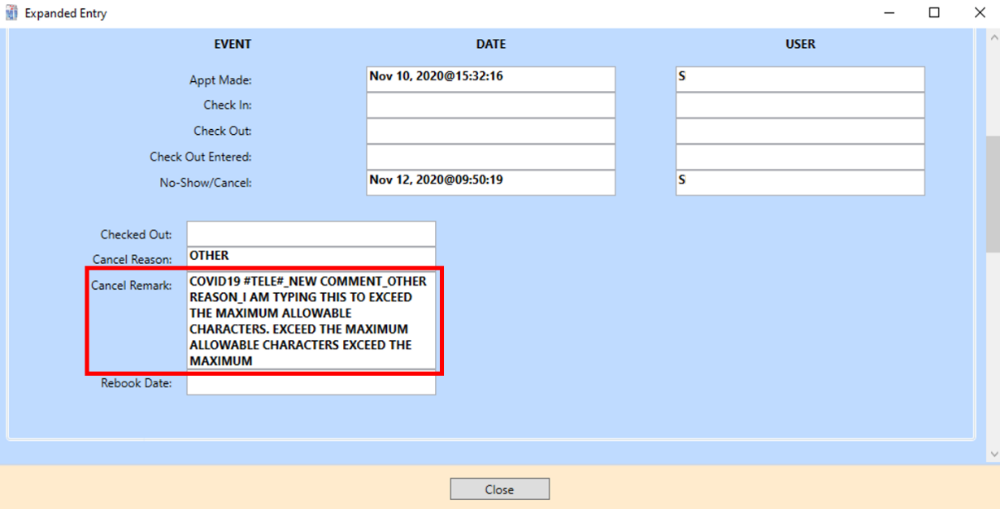 Expanded Entry
EVENT DATE USER
Appt Made: Nov 10, 2020@15:32:16 S
Check In:
Check Out:
Check Out Entered:
No-Show/Cancel: Nov 12, 2020@09:50:19 S
Checked Out:
Cancel Reason: OTHER
Cancel Remark: COVID19 #TELE#_NEW COMMENT_OTHER
REASON_I AM TYPING THIS TO EXCEED
THE MAXIMUM ALLOWABLE
CHARACTERS. EXCEED THE MAXIMUM
ALLOWABLE CHARACTERS EXCEED THE
MAXIMUM
Rebook Date:
Close